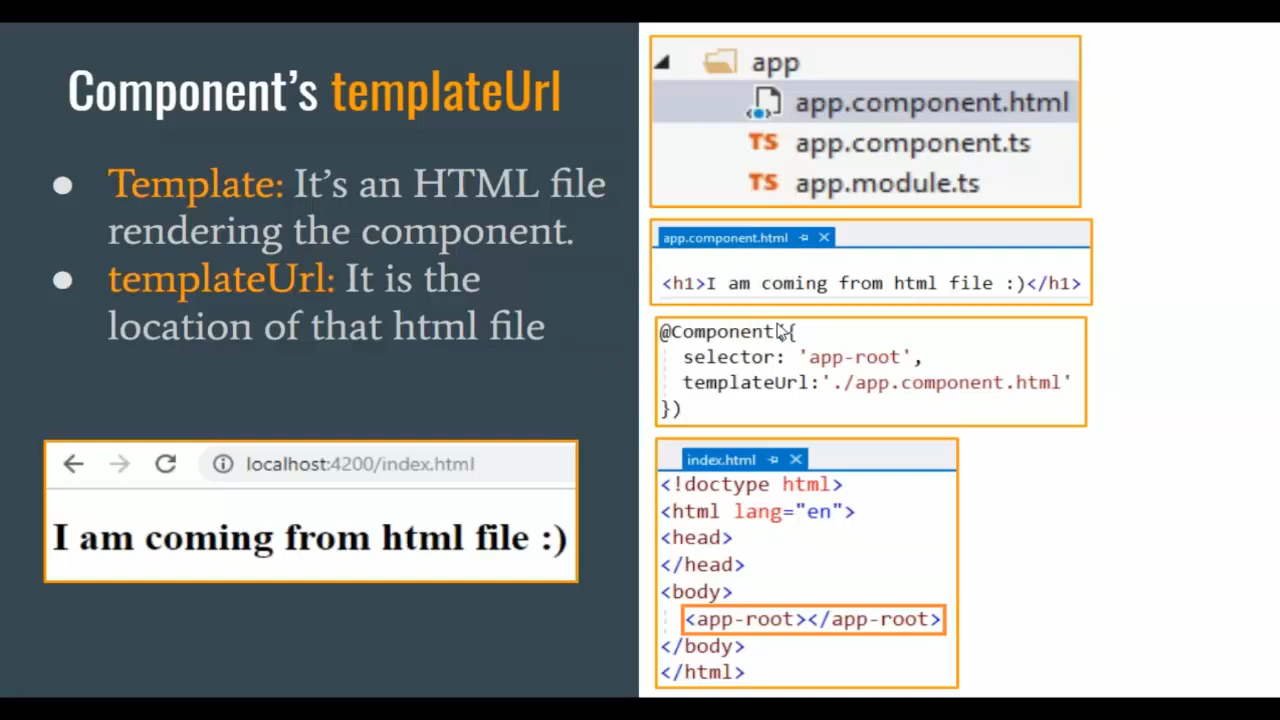 Component's templateUrl
● Template: It's an HTML file
rendering the component.
● templateUrl: It is the
location of that html file
localhost:4200/index.html
I am coming from html file :)
app
app.component.html
TS app.component.ts
TS app.module.ts
app.component.html
<h1>I am coming from html file :)</h1>
@Component({
selector: 'app-root',
templateUrl:'./app.component.html'
})
index.html
<!doctype html>
<html lang="en">
<head>
</head>
<body>
<app-root></app-root>
</body>
</html>